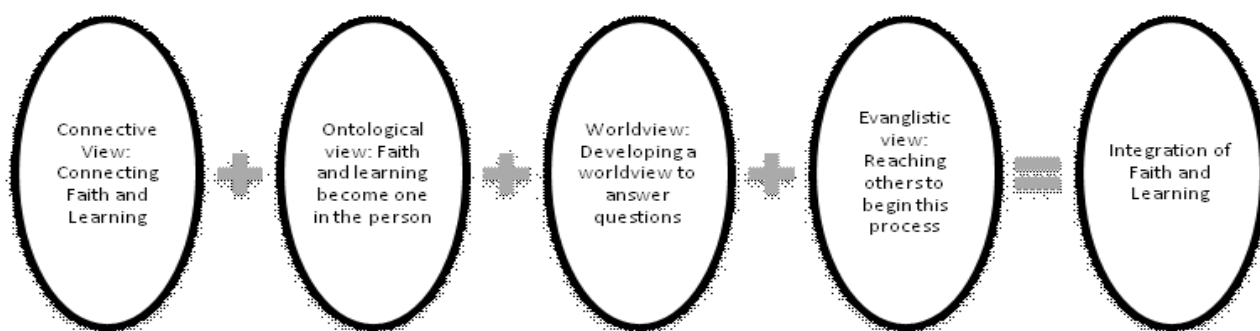 Connective
View:
Connecting
Faith and
Learning
Ontological
view: Faith
and learning
become one
in the person
Worldview:
Developing a
worldview to
answer
questions
Evanglistic
view:
Reaching
others to
begin this
process
Integration of
Faith and
Learning